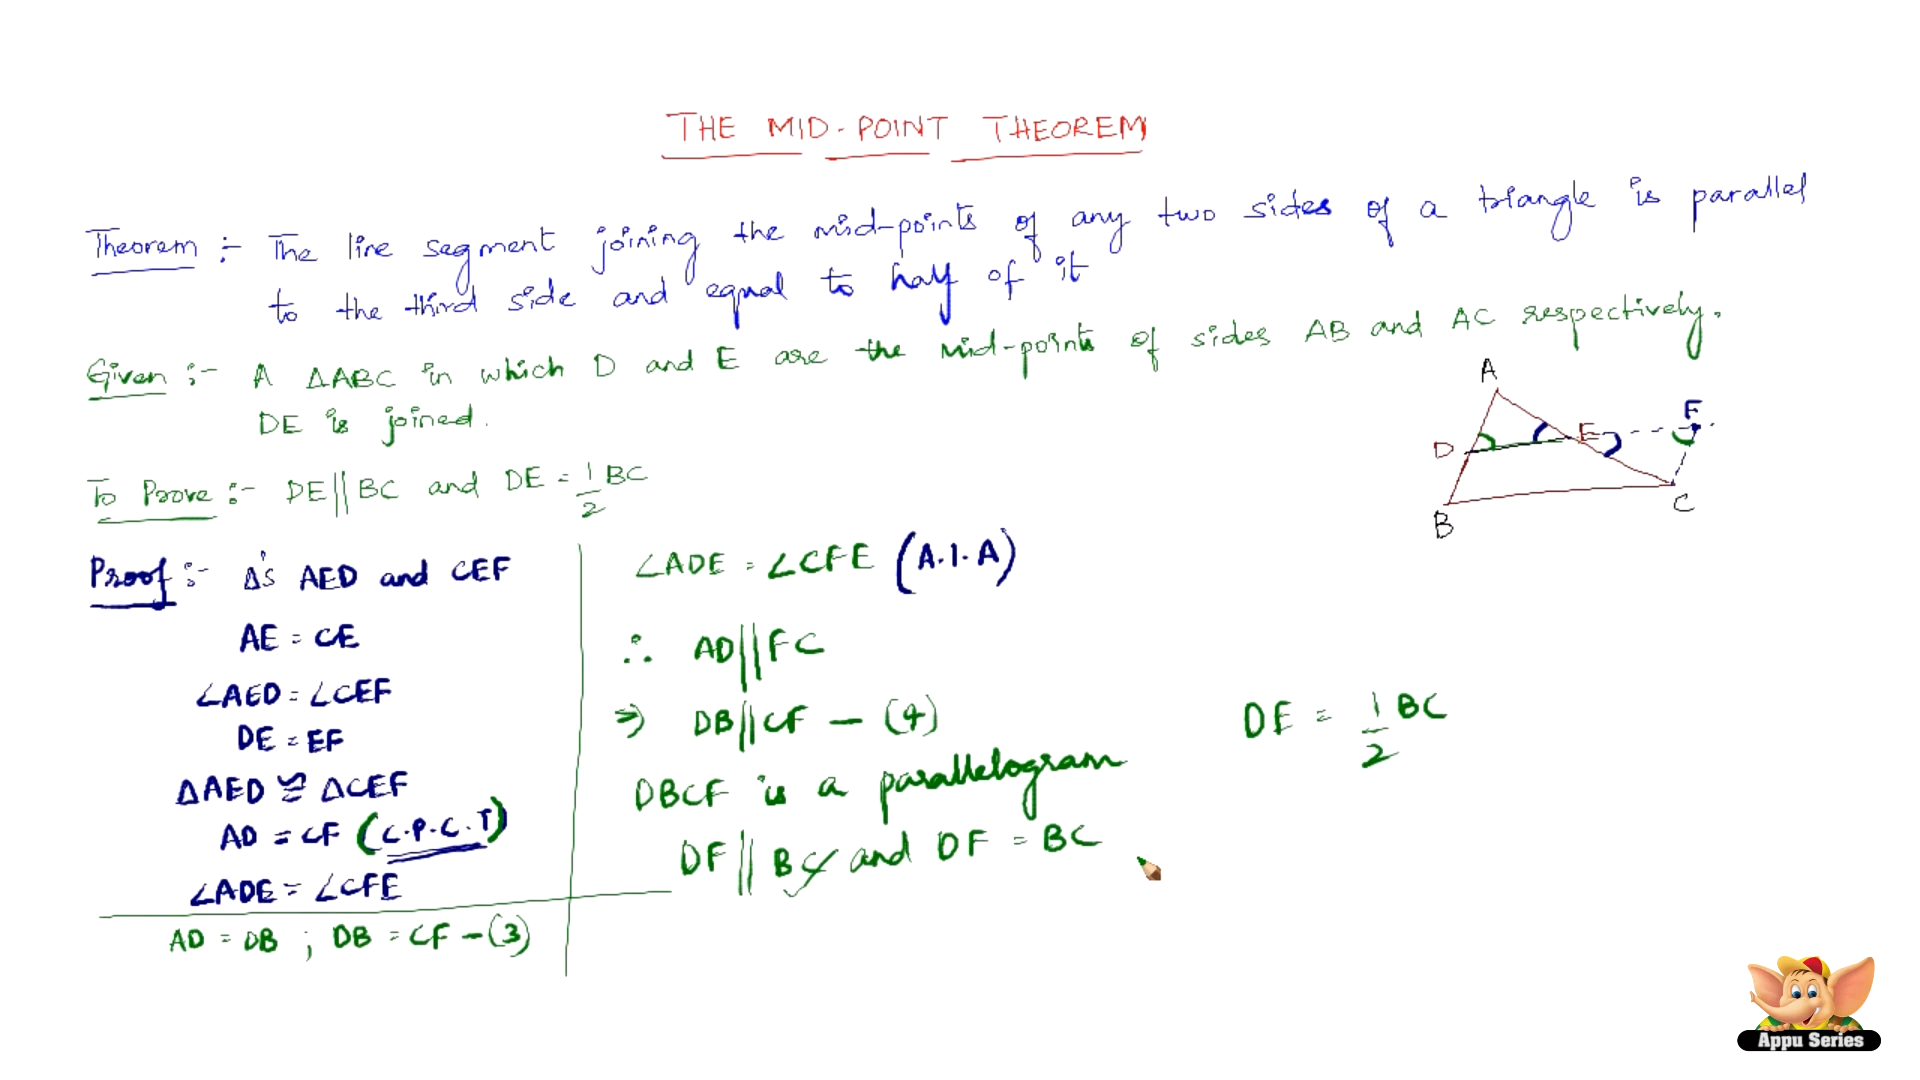 THE MID-POINT THEOREM
Theorem :- The line segment joining the mid-points of any two sides of a triangle is parallel
to the third side and equal to half of it
Given :- A ΔABC in which D and E are the mid-points of sides AB and AC respectively.
DE is joined.
A
F
D
E
B
C
To Prove :- DE||BC and DE = 1/2 BC
Proof :- Δ's AED and CEF
AE = CE
∠AED = ∠CEF
DE = EF
ΔAED ≅ ΔCEF
AD = CF (C.P.C.T)
∠ADE = ∠CFE
AD = DB ; DB = CF - (3)
∠ADE = ∠CFE (A.I.A)
∴ AD||FC
⇒ DB||CF - (4)
DBCF is a parallelogram
DF||BC and DF = BC
DE = 1/2 BC
Appu Series